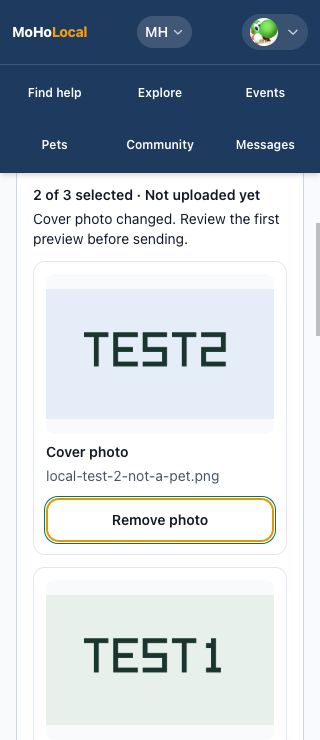 MoHoLocal
MH
Find help Explore Events
Pets Community Messages
2 of 3 selected · Not uploaded yet
Cover photo changed. Review the first
preview before sending.
TEST2
Cover photo
local-test-2-not-a-pet.png
Remove photo
TEST1